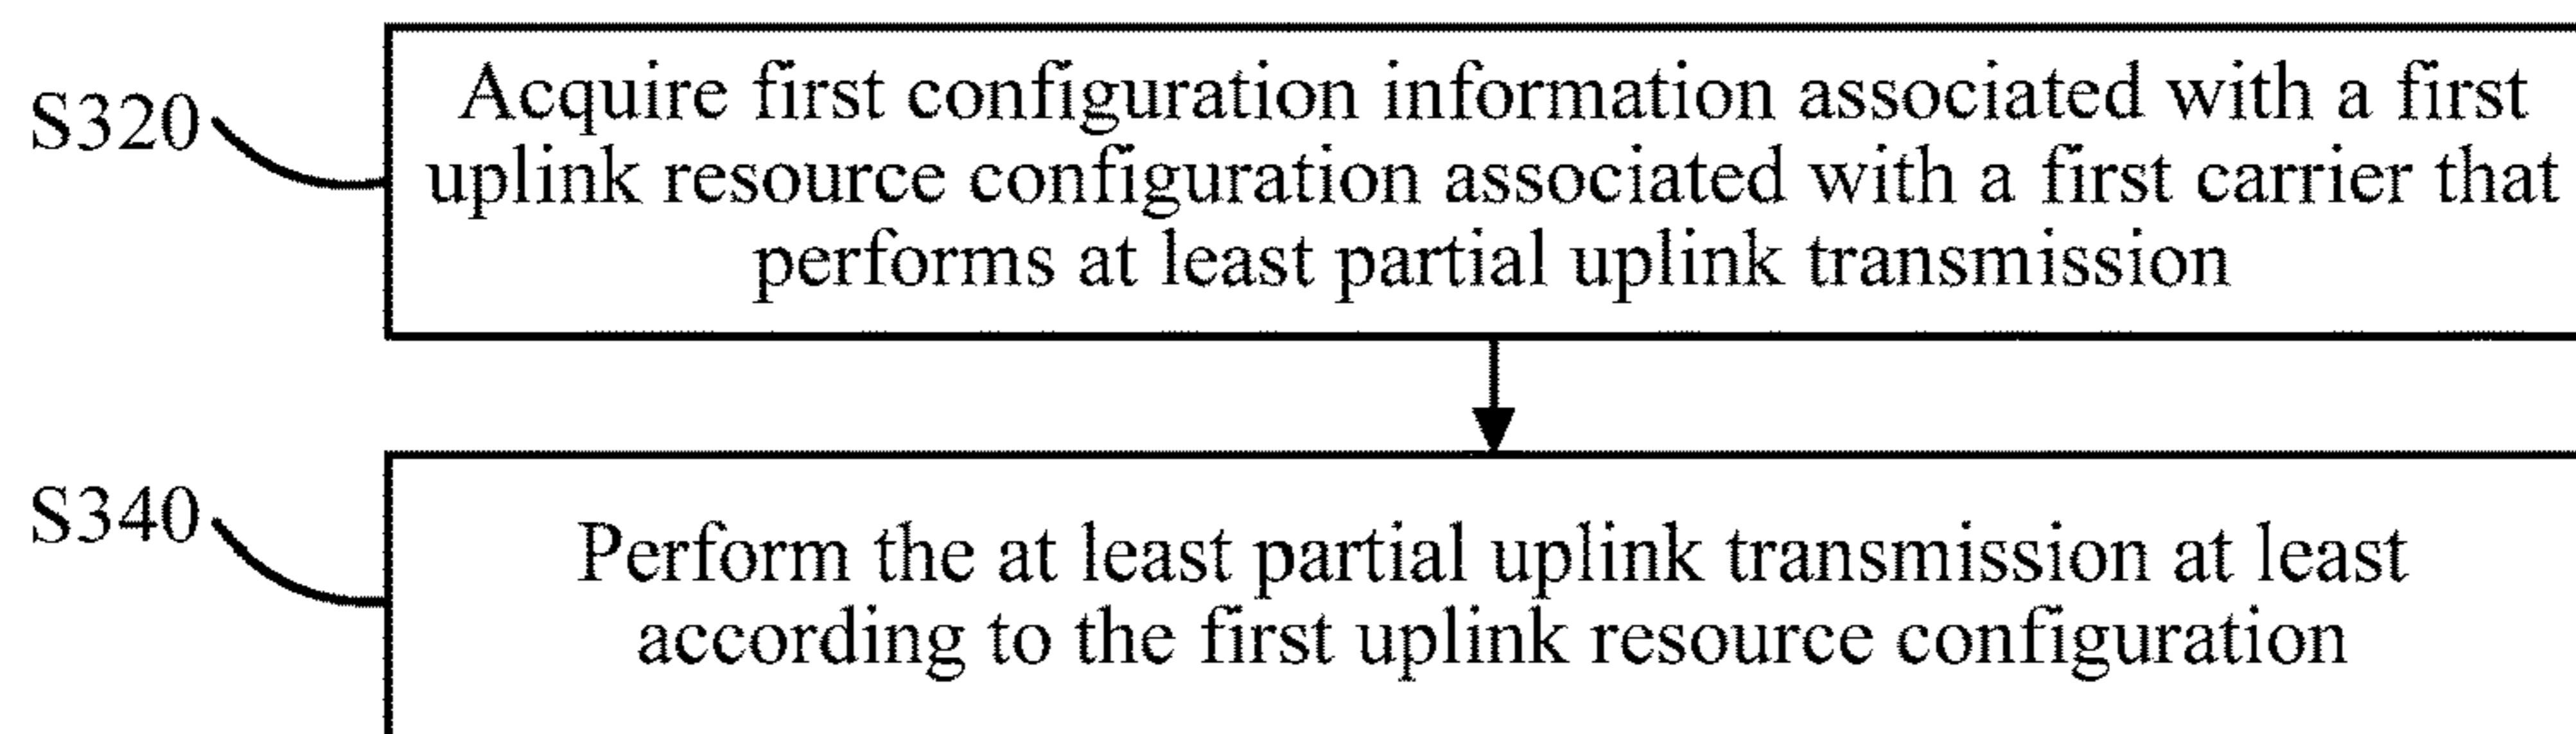 S320
Acquire first configuration information associated with a first
uplink resource configuration associated with a first carrier that
performs at least partial uplink transmission
S340
Perform the at least partial uplink transmission at least
according to the first uplink resource configuration